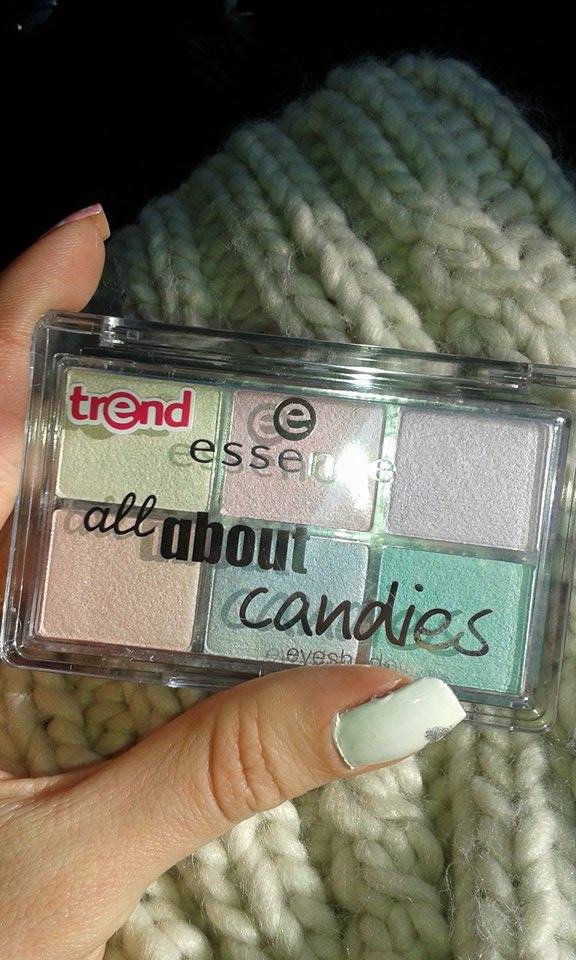 trend
e
essence
all about
candies